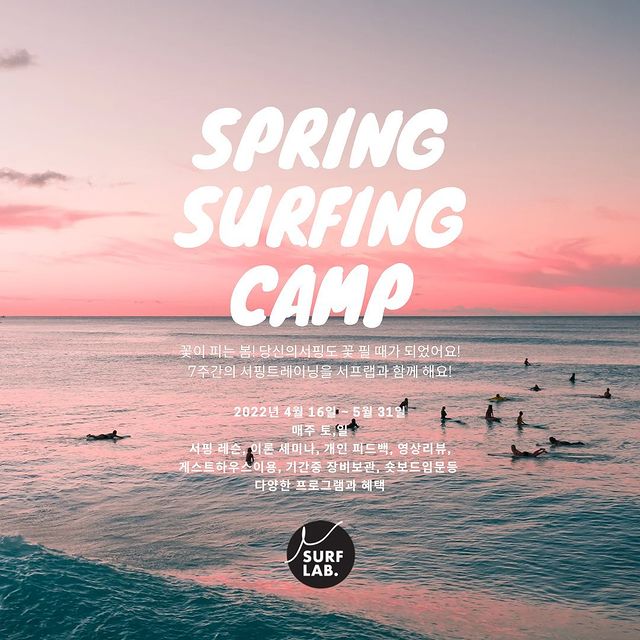 SPRING
SURFING
CAMP
꽃이 피는 봄! 당신의서핑도 꽃 필 때가 되었어요!
7주간의 서핑트레이닝을 서프랩과 함께 해요!
2022년 4월 16일 ~ 5월 31일
매주 토,일
서핑 레슨, 이론 세미나, 개인 피드백, 영상리뷰,
게스트하우스이용, 기간중 장비보관, 숏보드입문등
다양한 프로그램과 혜택
SURF
LAB.